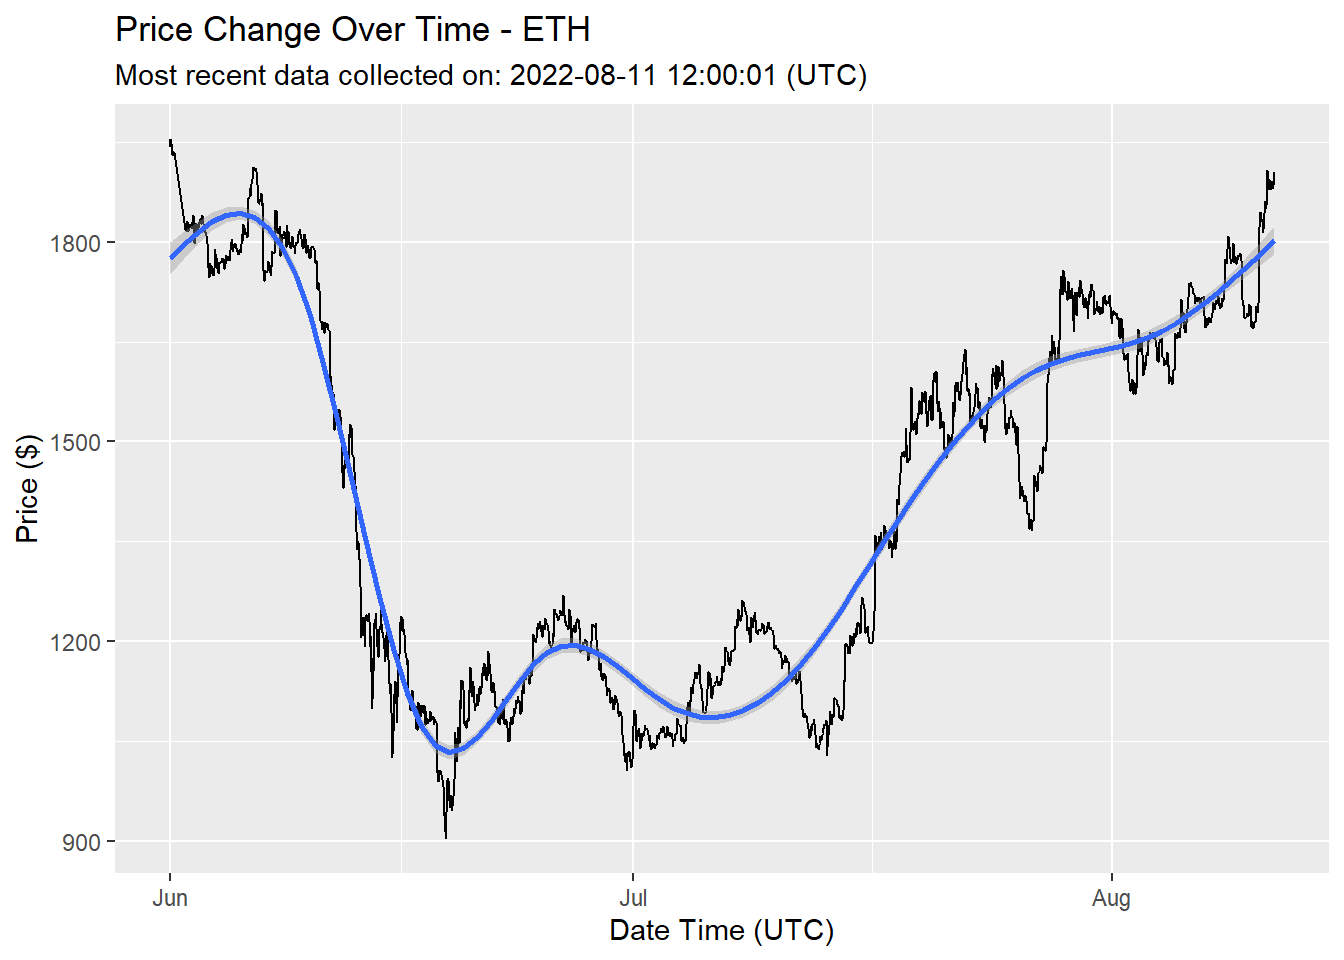 Price Change Over Time - ETH
Most recent data collected on: 2022-08-11 12:00:01 (UTC)
Price ($)
1800
1500
1200
900
Jun
Jul
Aug
Date Time (UTC)